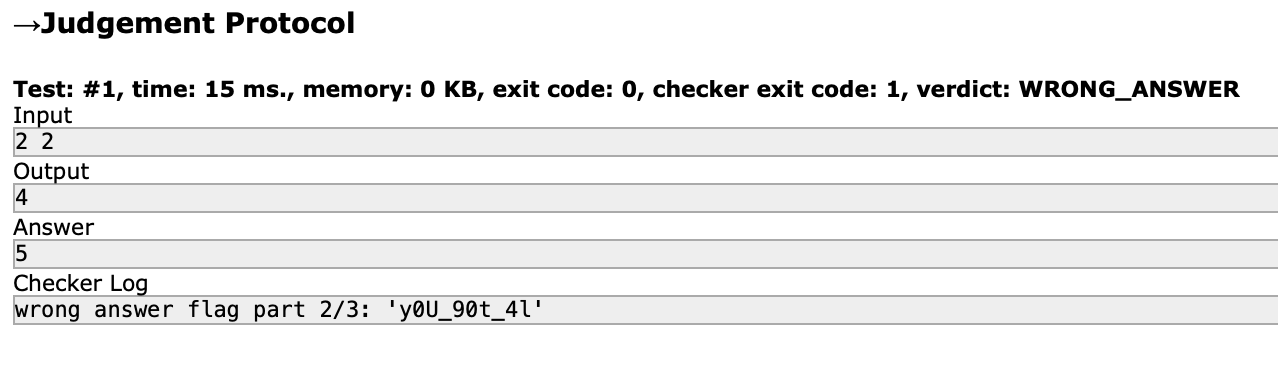 →Judgement Protocol
Test: #1, time: 15 ms., memory: 0 KB, exit code: 0, checker exit code: 1, verdict: WRONG_ANSWER
Input
2 2
Output
4
Answer
5
Checker Log
wrong answer flag part 2/3: 'y0U_90t_4l'